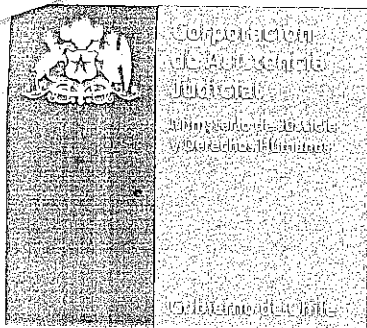 Corporación
de Asistencia
Judicial
Ministerio de Justicia
y Derechos Humanos
Gobierno de Chile